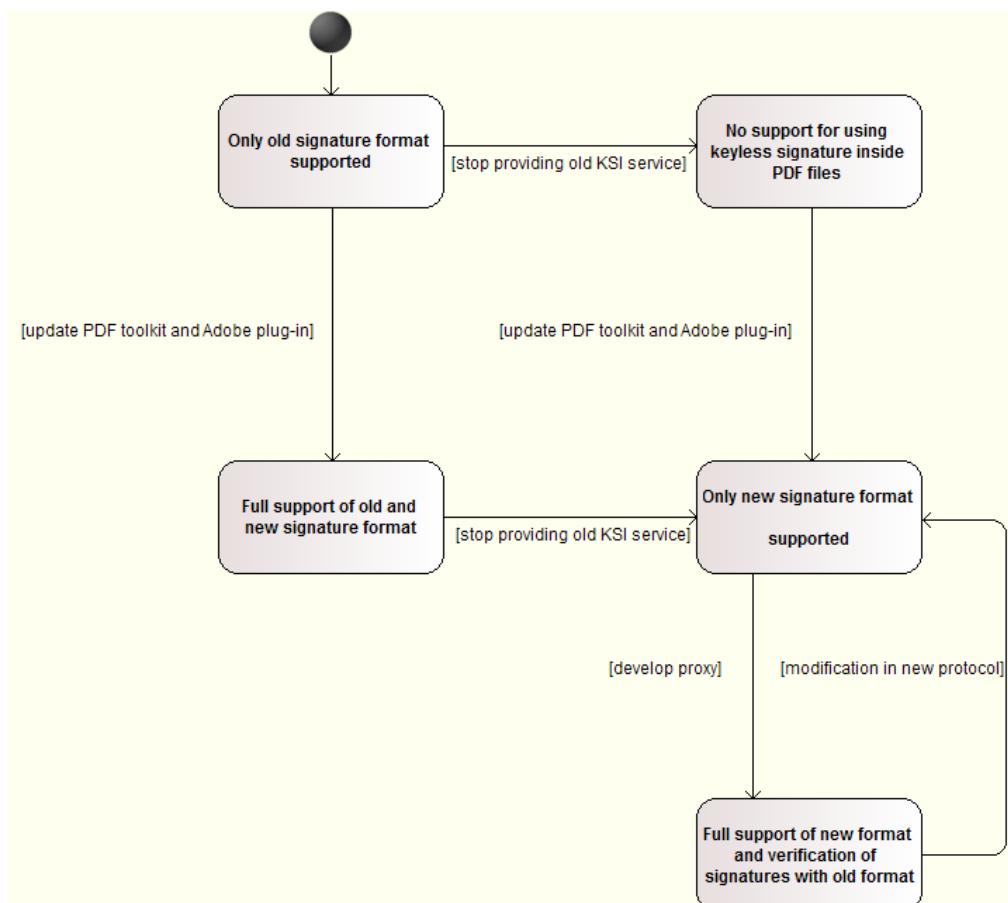 Only old signature format
supported
[stop providing old KSI service]
No support for using
keyless signature inside
PDF files
[update PDF toolkit and Adobe plug-in]
[update PDF toolkit and Adobe plug-in]
Full support of old and
new signature format
[stop providing old KSI service]
Only new signature format
supported
[develop proxy]
[modification in new protocol]
Full support of new format
and verification of
signatures with old format